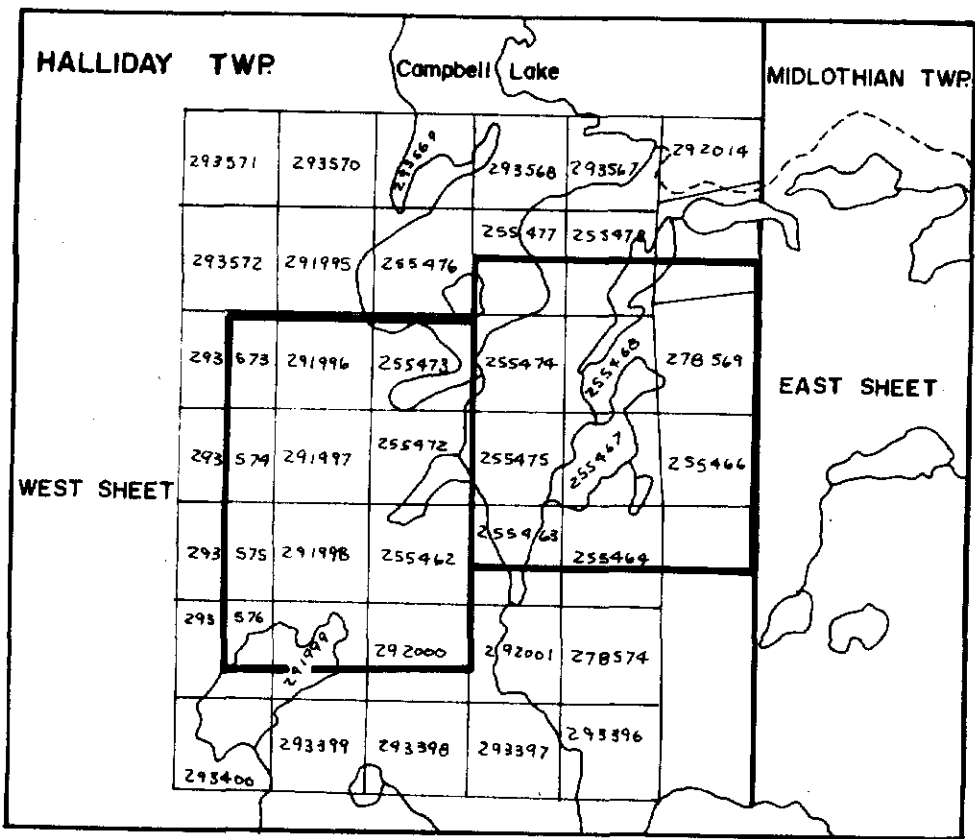 HALLIDAY TWP.
Campbell Lake
MIDLOTHIAN TWP.
293571 293570 293569 293568 293567 292014
255477 255478
293572 291995 255476
293573 291996 255473 255474 255468 278569
EAST SHEET
293574 291997 255472 255475 255467 255466
WEST SHEET
293575 291998 255462 255463 255464
293576 291999 292000 292001 278574
293399 293398 293397 293396
293400